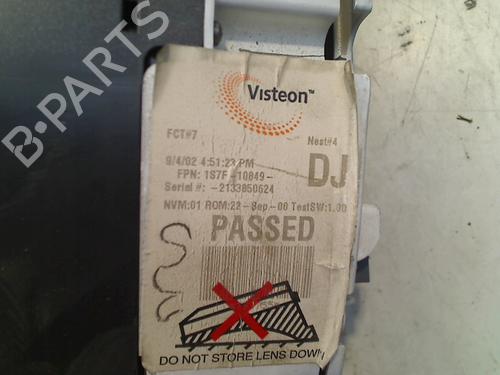 B-PARTS
Visteon™
FCT#7 Nest#4
9/4/02 4:51:23 PM
FPN: 1S7F-10849- DJ
Serial #: -2133850624
NVM:01 ROM:22-Sep-00 TestSW:1.00
PASSED
DO NOT STORE LENS DOWN